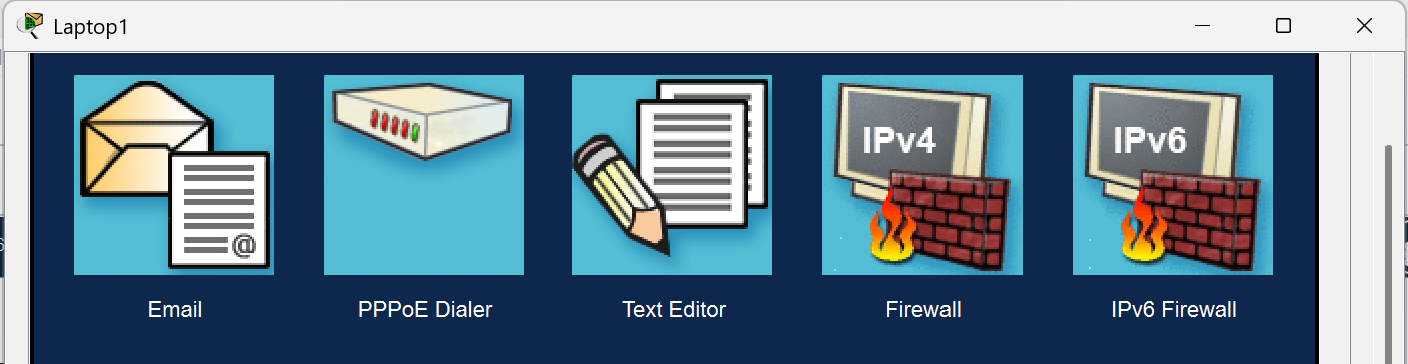 Laptop1
IPv4
IPv6
@
Email
PPPoE Dialer
Text Editor
Firewall
IPv6 Firewall